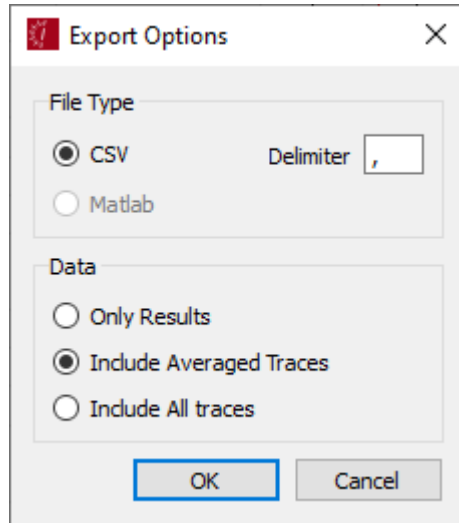 Export Options
File Type
CSV Delimiter ,
Matlab
Data
Only Results
Include Averaged Traces
Include All traces
OK Cancel